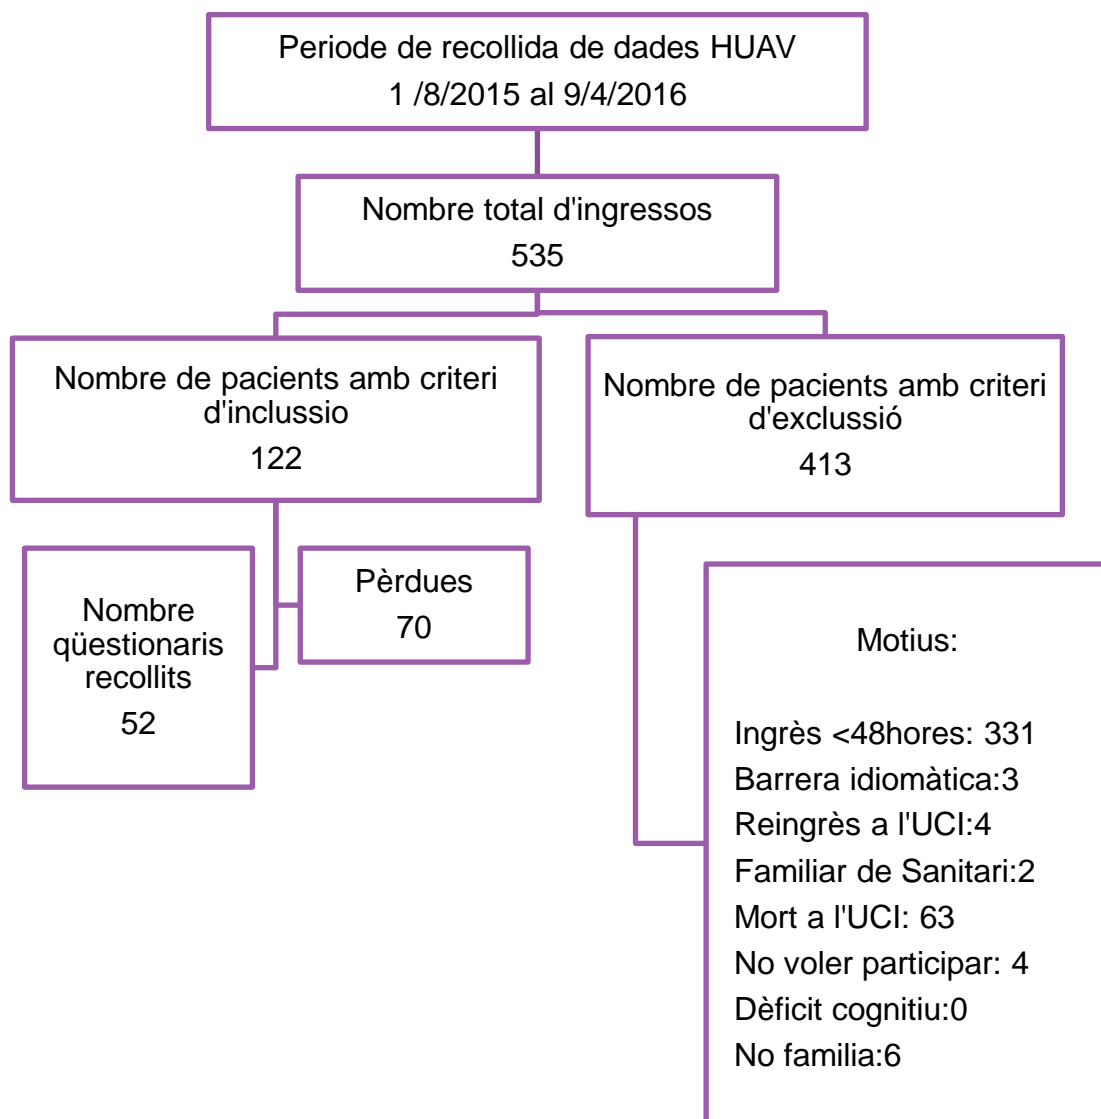 Periode de recollida de dades HUAV
1 /8/2015 al 9/4/2016
Nombre total d'ingressos
535
Nombre de pacients amb criteri
d'inclussio
122
Nombre de pacients amb criteri
d'exclussió
413
Nombre
qüestionaris
recollits
52
Pèrdues
70
Motius:
Ingrès <48hores: 331
Barrera idiomàtica:3
Reingrès a l'UCI:4
Familiar de Sanitari:2
Mort a l'UCI: 63
No voler participar: 4
Dèficit cognitiu:0
No familia:6